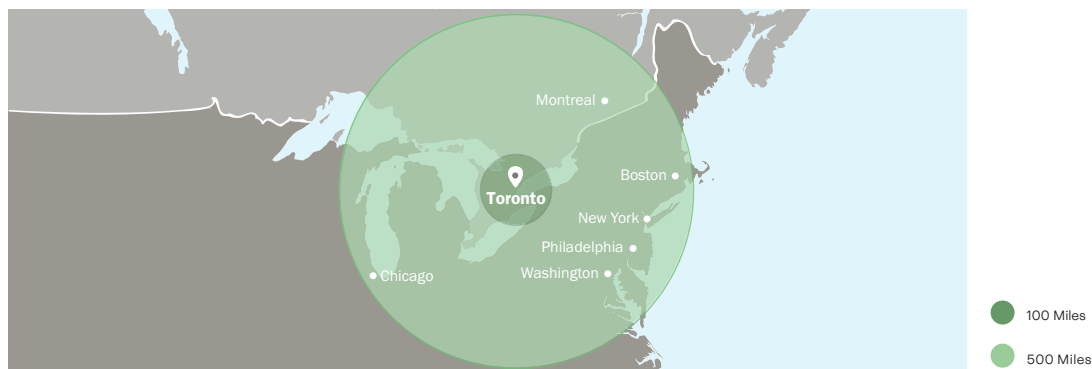 Montreal
Boston
Toronto
New York
Philadelphia
Washington
Chicago
100 Miles
500 Miles